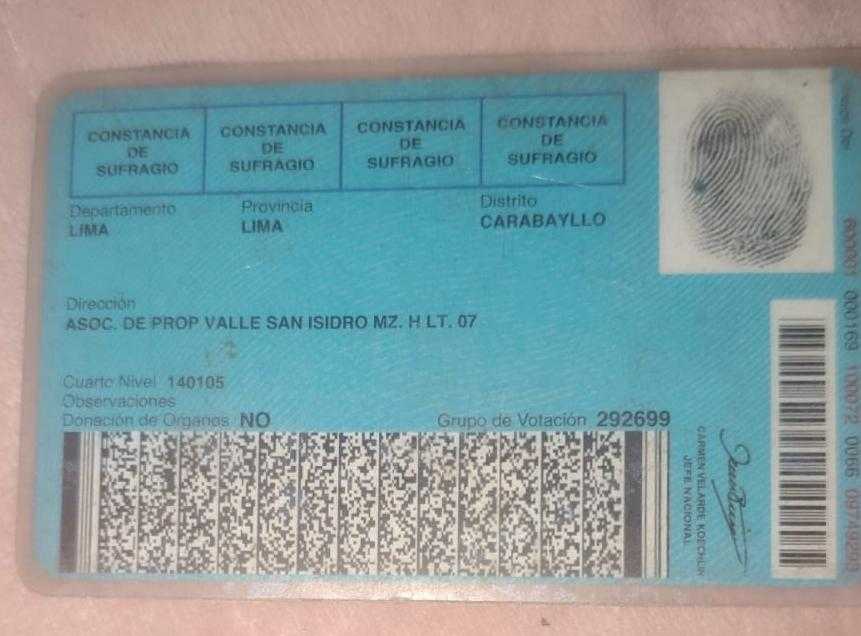 CONSTANCIA DE SUFRAGIO
CONSTANCIA DE SUFRAGIO
CONSTANCIA DE SUFRAGIO
CONSTANCIA DE SUFRAGIO
Departamento Provincia Distrito
LIMA LIMA CARABAYLLO
Dirección
ASOC. DE PROP VALLE SAN ISIDRO MZ. H LT. 07
Cuarto Nivel 140105
Observaciones
Donación de Organos NO Grupo de Votación 292699
CARMEN VELARDE KOECHLIN
JEFE NACIONAL
000169 100072 0066